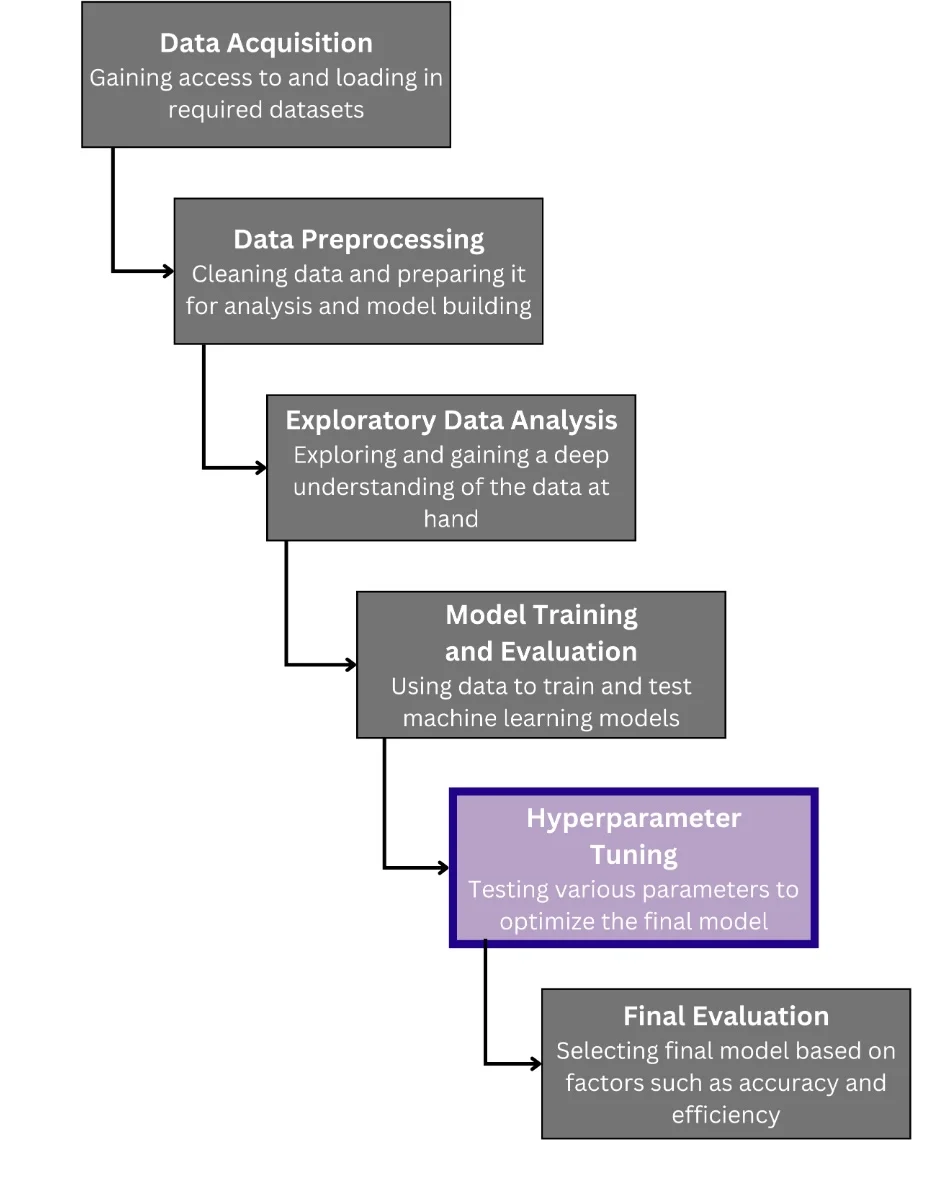 Data Acquisition
Gaining access to and loading in
required datasets
Data Preprocessing
Cleaning data and preparing it
for analysis and model building
Exploratory Data Analysis
Exploring and gaining a deep
understanding of the data at
hand
Model Training
and Evaluation
Using data to train and test
machine learning models
Hyperparameter
Tuning
Testing various parameters to
optimize the final model
Final Evaluation
Selecting final model based on
factors such as accuracy and
efficiency